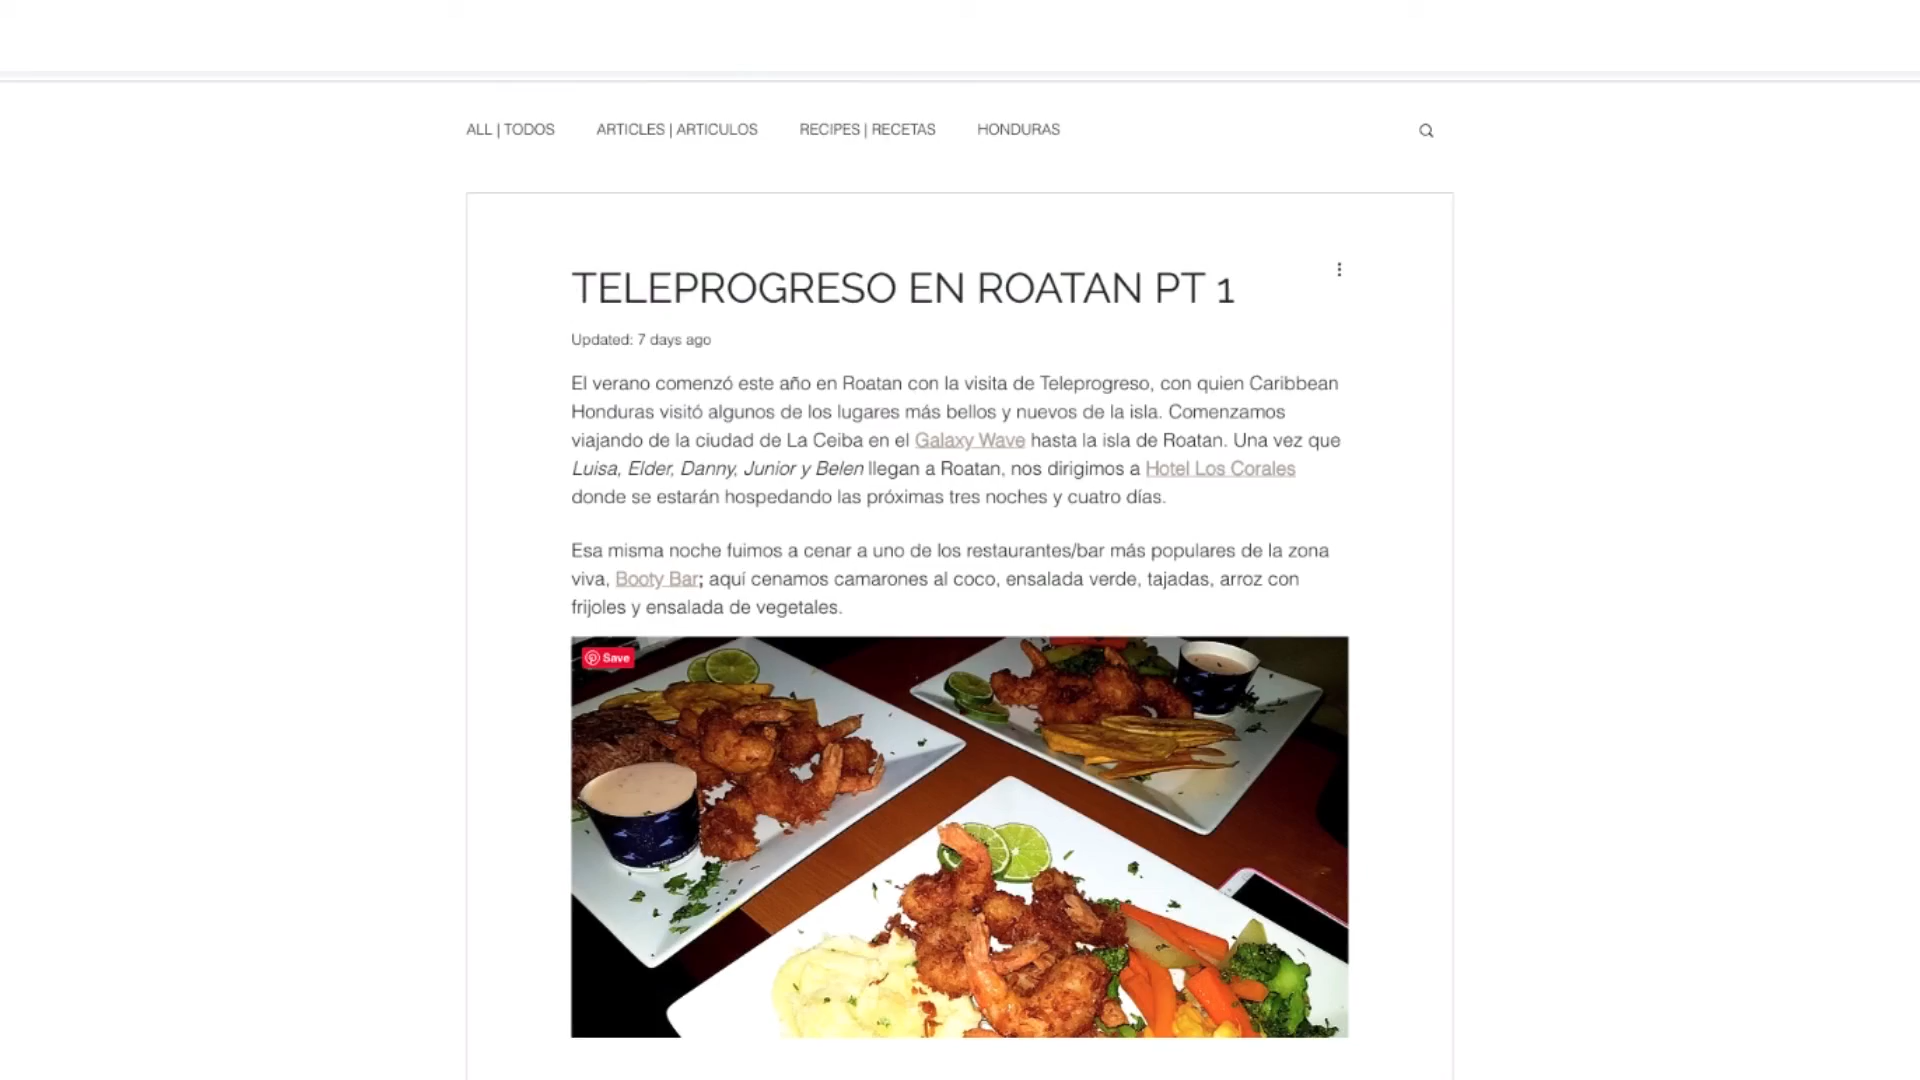 ALL | TODOS ARTICLES | ARTICULOS RECIPES | RECETAS HONDURAS
TELEPROGRESO EN ROATAN PT 1
Updated: 7 days ago
El verano comenzó este año en Roatan con la visita de Teleprogreso, con quien Caribbean
Honduras visitó algunos de los lugares más bellos y nuevos de la isla. Comenzamos
viajando de la ciudad de La Ceiba en el Galaxy Wave hasta la isla de Roatan. Una vez que
Luisa, Elder, Danny, Junior y Belen llegan a Roatan, nos dirigimos a Hotel Los Corales
donde se estarán hospedando las próximas tres noches y cuatro días.
Esa misma noche fuimos a cenar a uno de los restaurantes/bar más populares de la zona
viva, Booty Bar; aquí cenamos camarones al coco, ensalada verde, tajadas, arroz con
frijoles y ensalada de vegetales.
Save